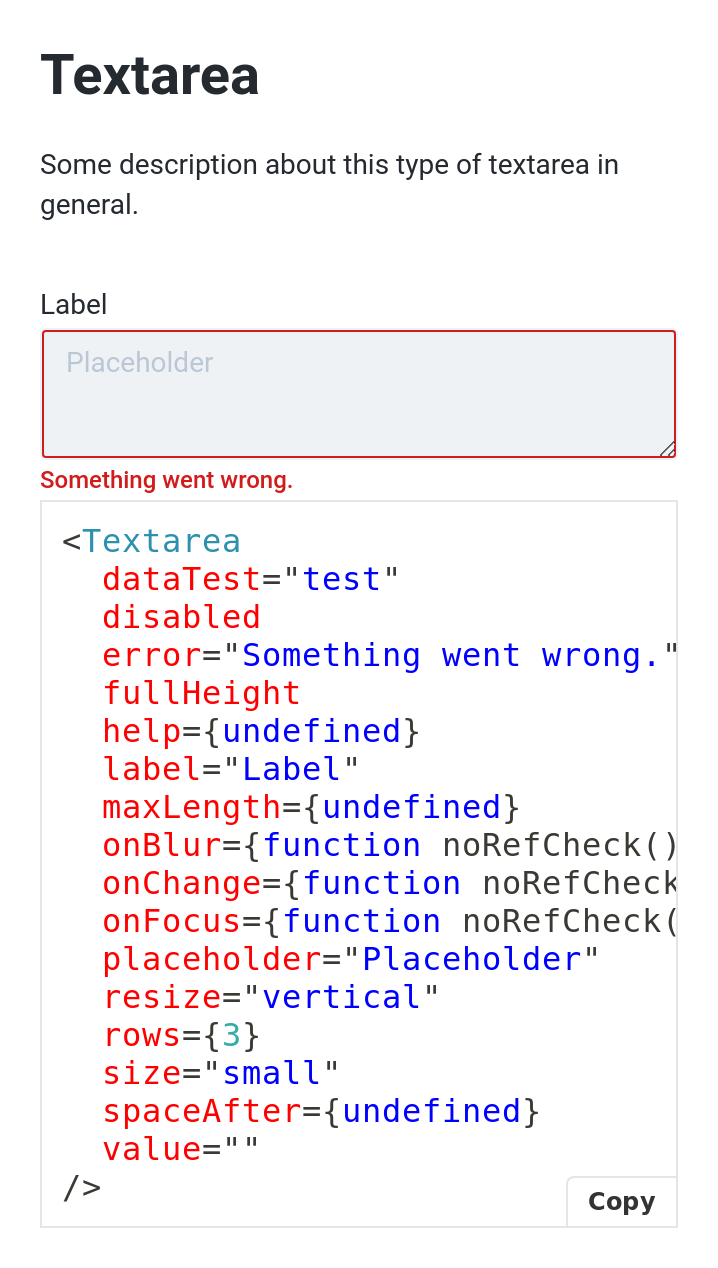 Textarea
Some description about this type of textarea in
general.
Label
Placeholder
Something went wrong.
<Textarea
  dataTest="test"
  disabled
  error="Something went wrong."
  fullHeight
  help={undefined}
  label="Label"
  maxLength={undefined}
  onBlur={function noRefCheck()
  onChange={function noRefCheck
  onFocus={function noRefCheck(
  placeholder="Placeholder"
  resize="vertical"
  rows={3}
  size="small"
  spaceAfter={undefined}
  value=""
/>
Copy